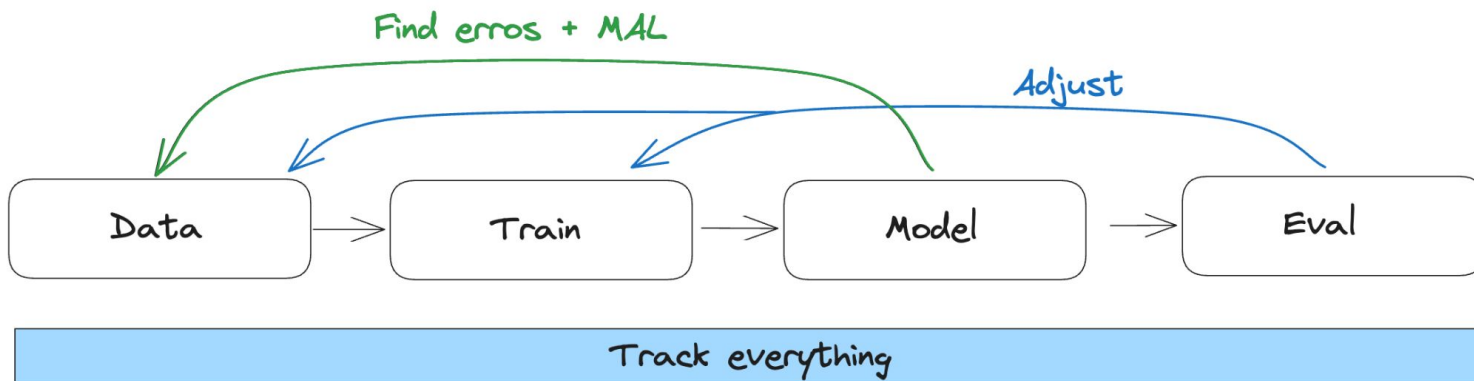 Find erros + MAL
Adjust
Data
Train
Model
Eval
Track everything